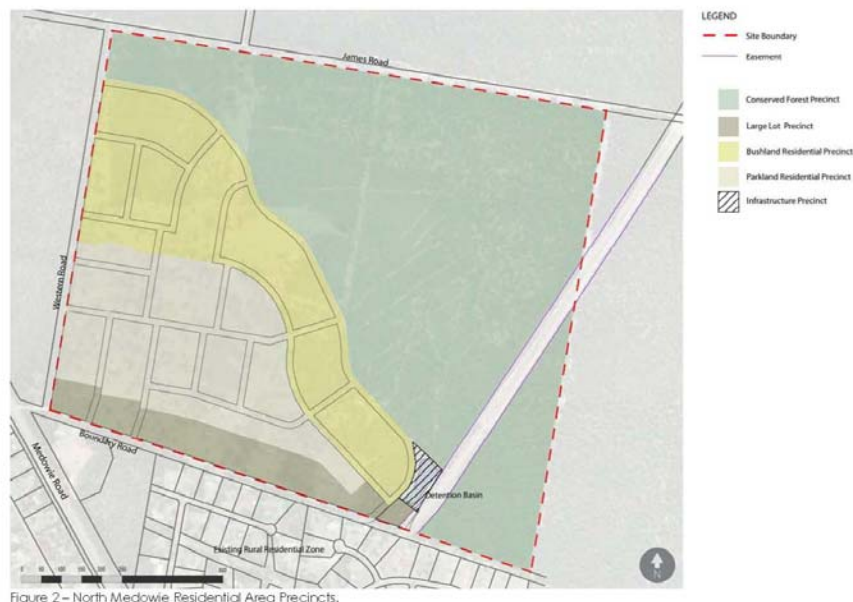 LEGEND
Site Boundary
Easement
Conserved Forest Precinct
Large Lot Precinct
Bushland Residential Precinct
Parkland Residential Precinct
Infrastructure Precinct
James Road
Western Road
Boundary Road
Medowie Road
Detention Basin
Existing Rural Residential Zone
N
Figure 2 – North Medowie Residential Area Precincts.